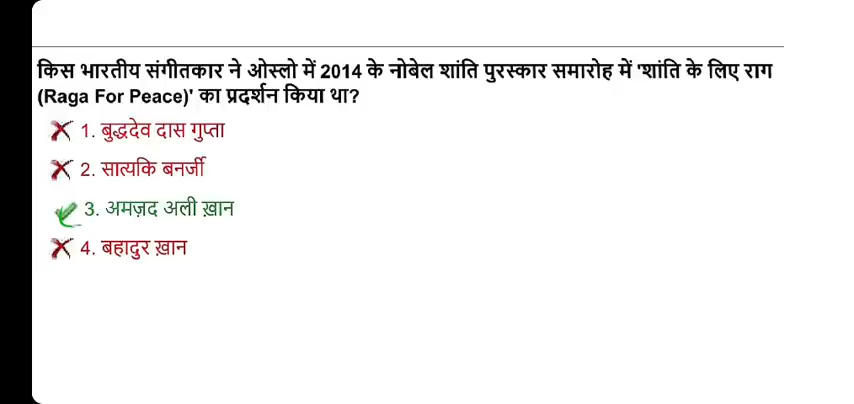 किस भारतीय संगीतकार ने ओस्लो में 2014 के नोबेल शांति पुरस्कार समारोह में 'शांति के लिए राग
(Raga For Peace)' का प्रदर्शन किया था?
1. बुद्धदेव दास गुप्ता
2. सात्यकि बनर्जी
3. अमज़द अली ख़ान
4. बहादुर ख़ान